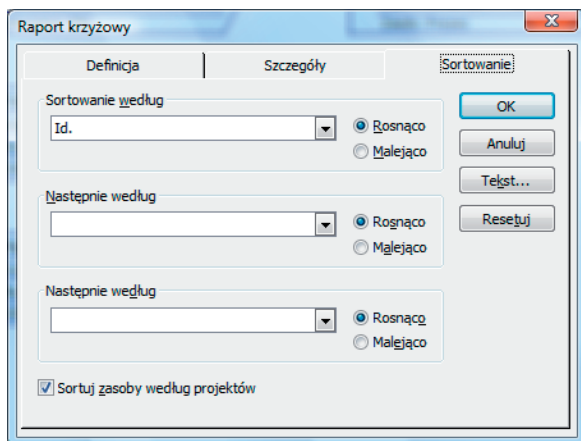 Raport krzyżowy
Definicja Szczegóły Sortowanie
Sortowanie według
Id.
Rosnąco
Malejąco
Następnie według
Rosnąco
Malejąco
Następnie według
Rosnąco
Malejąco
Sortuj zasoby według projektów
OK
Anuluj
Tekst...
Resetuj